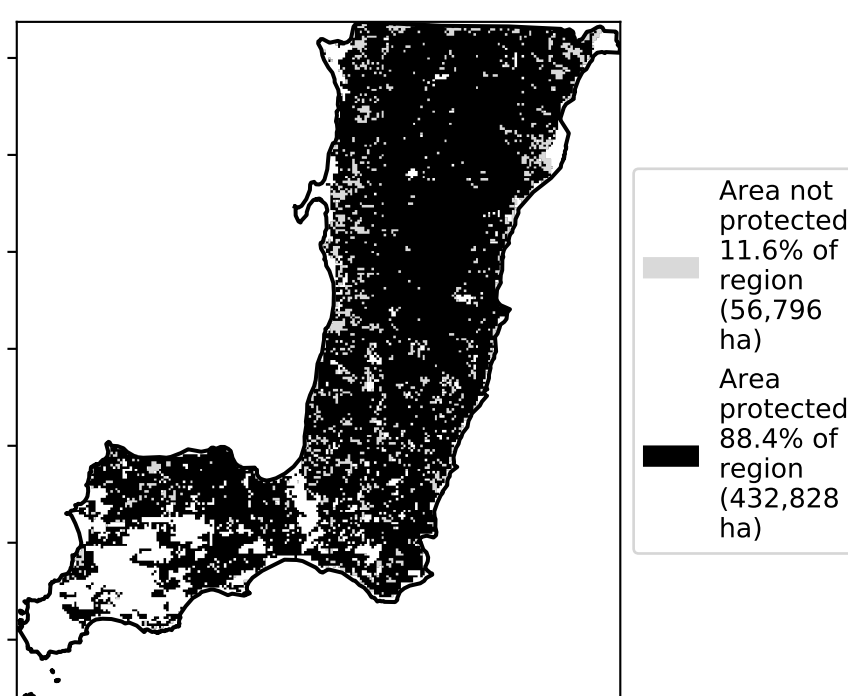 Area not
protected
11.6% of
region
(56,796
ha)
Area
protected
88.4% of
region
(432,828
ha)